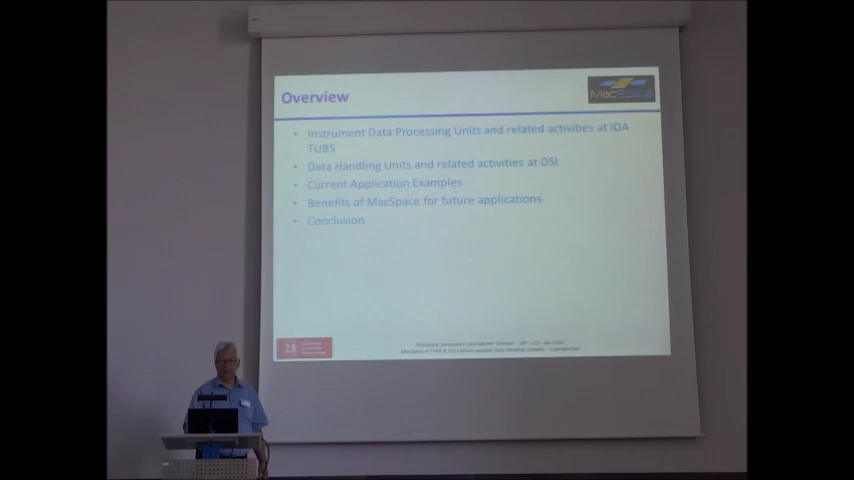 Overview
MacSpace
• Instrument Data Processing Units and related activities at IDA
TUBS
• Data Handling Units and related activities at DSI
• Current Application Examples
• Benefits of MacSpace for future applications
• Conclusion